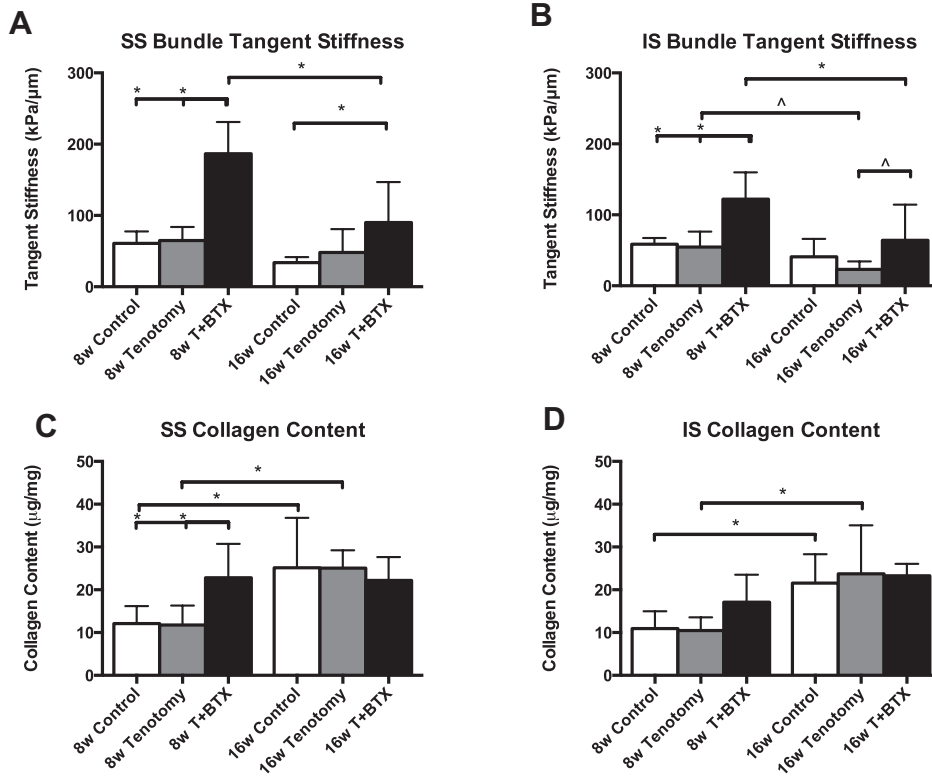 A
SS Bundle Tangent Stiffness
Tangent Stiffness (kPa/µm)
300
200
100
0
* * * *
8w Control
8w Tenotomy
8w T+BTX
16w Control
16w Tenotomy
16w T+BTX
B
IS Bundle Tangent Stiffness
Tangent Stiffness (kPa/µm)
300
200
100
0
* * * ^ ^
8w Control
8w Tenotomy
8w T+BTX
16w Control
16w Tenotomy
16w T+BTX
C
SS Collagen Content
Collagen Content (µg/mg)
50
40
30
20
10
0
* * * *
8w Control
8w Tenotomy
8w T+BTX
16w Control
16w Tenotomy
16w T+BTX
D
IS Collagen Content
Collagen Content (µg/mg)
50
40
30
20
10
0
* *
8w Control
8w Tenotomy
8w T+BTX
16w Control
16w Tenotomy
16w T+BTX